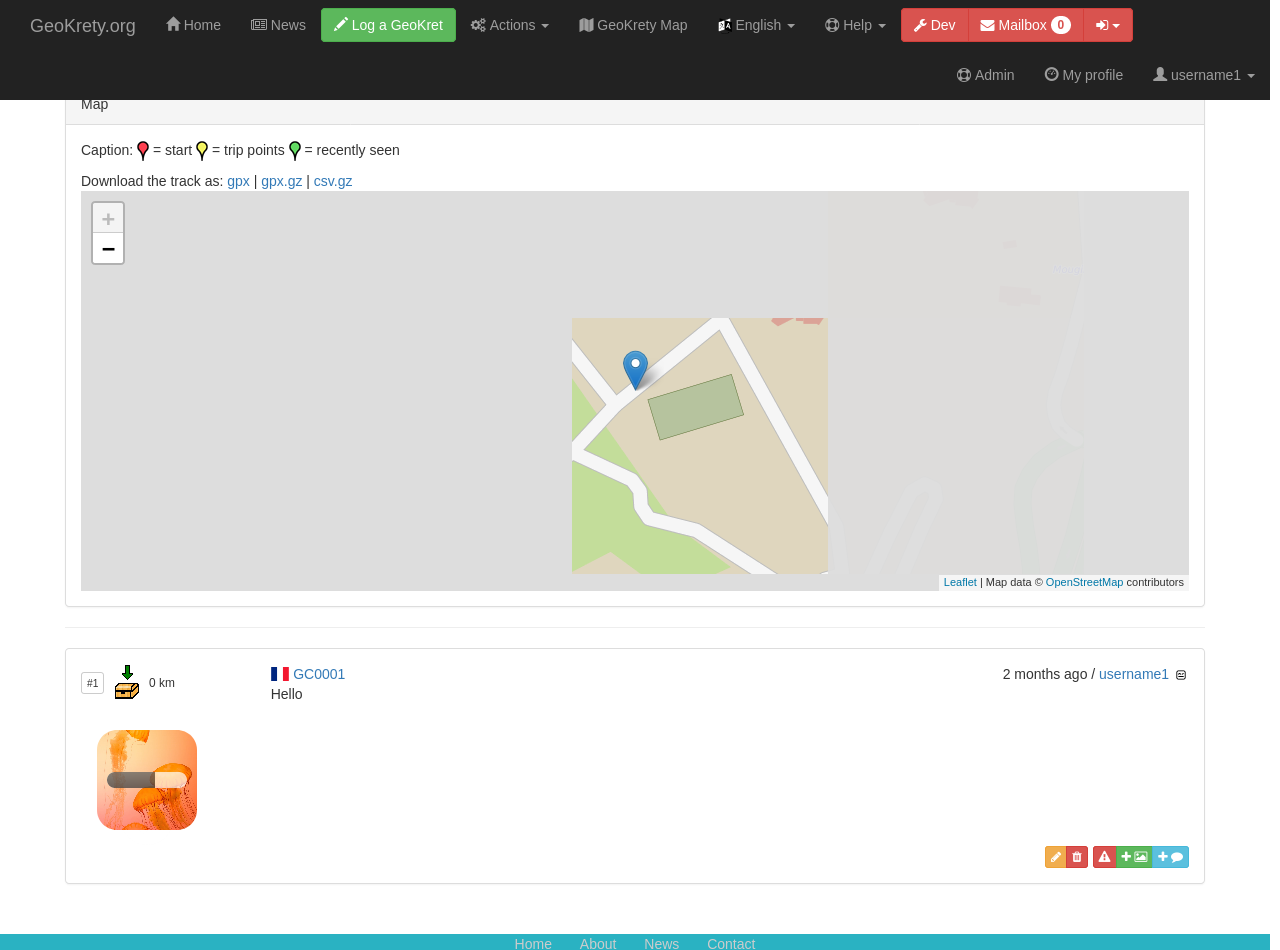 GeoKrety.org Home News Log a GeoKret Actions GeoKrety Map English Help Dev Mailbox 0
Admin My profile username1
Map
Caption: = start = trip points = recently seen
Download the track as: gpx | gpx.gz | csv.gz
+
−
Leaflet | Map data © OpenStreetMap contributors
#1 0 km GC0001 2 months ago / username1
Hello
Home About News Contact